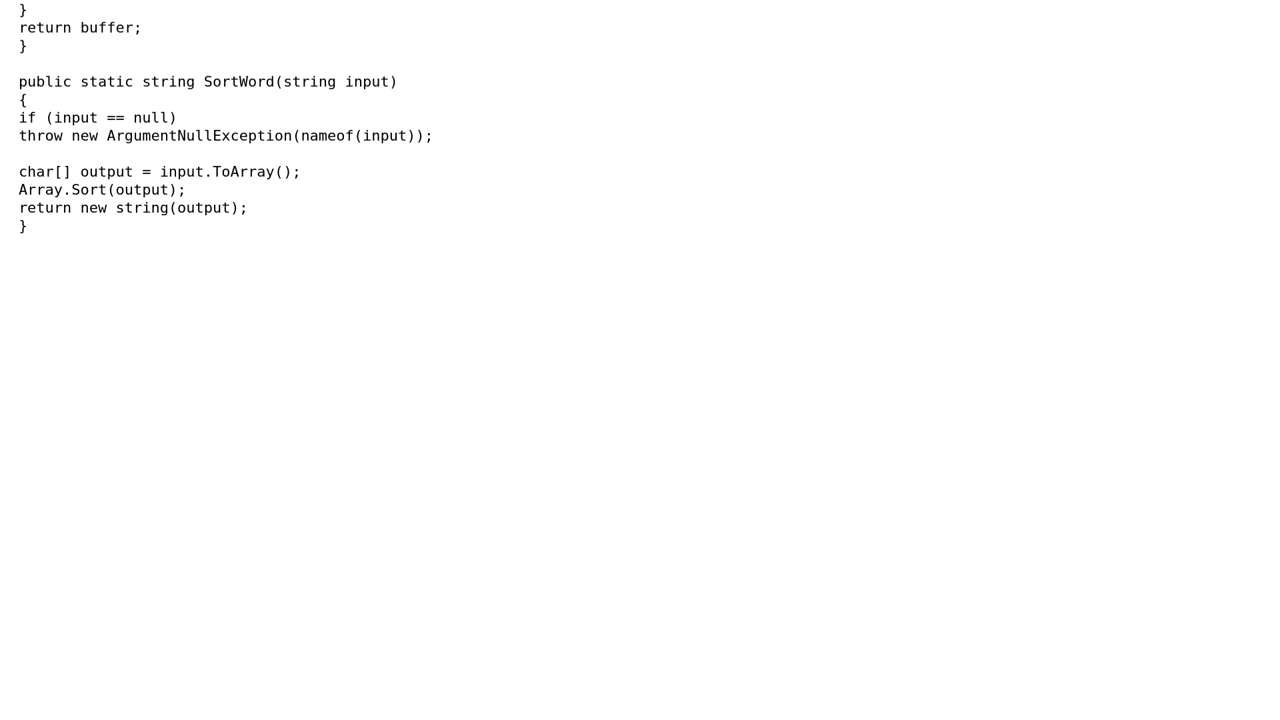 }
return buffer;
}
public static string SortWord(string input)
{
if (input == null)
throw new ArgumentNullException(nameof(input));
char[] output = input.ToArray();
Array.Sort(output);
return new string(output);
}